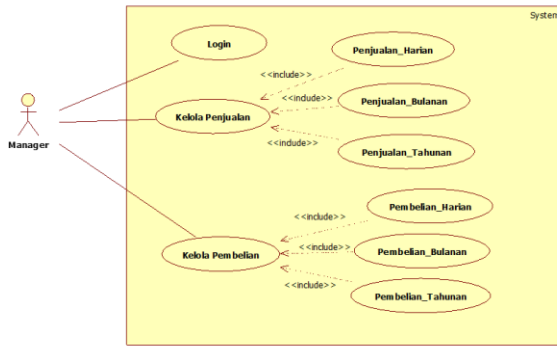 System
Login
Penjualan_Harian
<<include>>
Penjualan_Bulanan
<<include>>
Kelola Penjualan
<<include>>
Penjualan_Tahunan
Manager
Pembelian_Harian
<<include>>
Pembelian_Bulanan
<<include>>
Kelola Pembelian
<<include>>
Pembelian_Tahunan